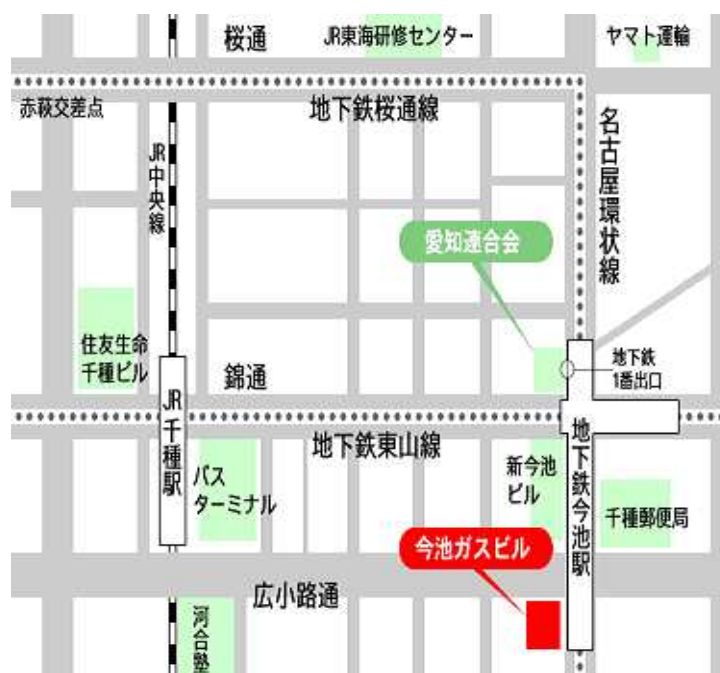 桜通
JR東海研修センター
ヤマト運輸
赤萩交差点
地下鉄桜通線
JR中央線
名古屋環状線
愛知連合会
住友生命
千種ビル
錦通
地下鉄
1番出口
JR千種駅
地下鉄東山線
バス
ターミナル
新今池
ビル
地下鉄今池駅
千種郵便局
今池ガスビル
広小路通
河合塾